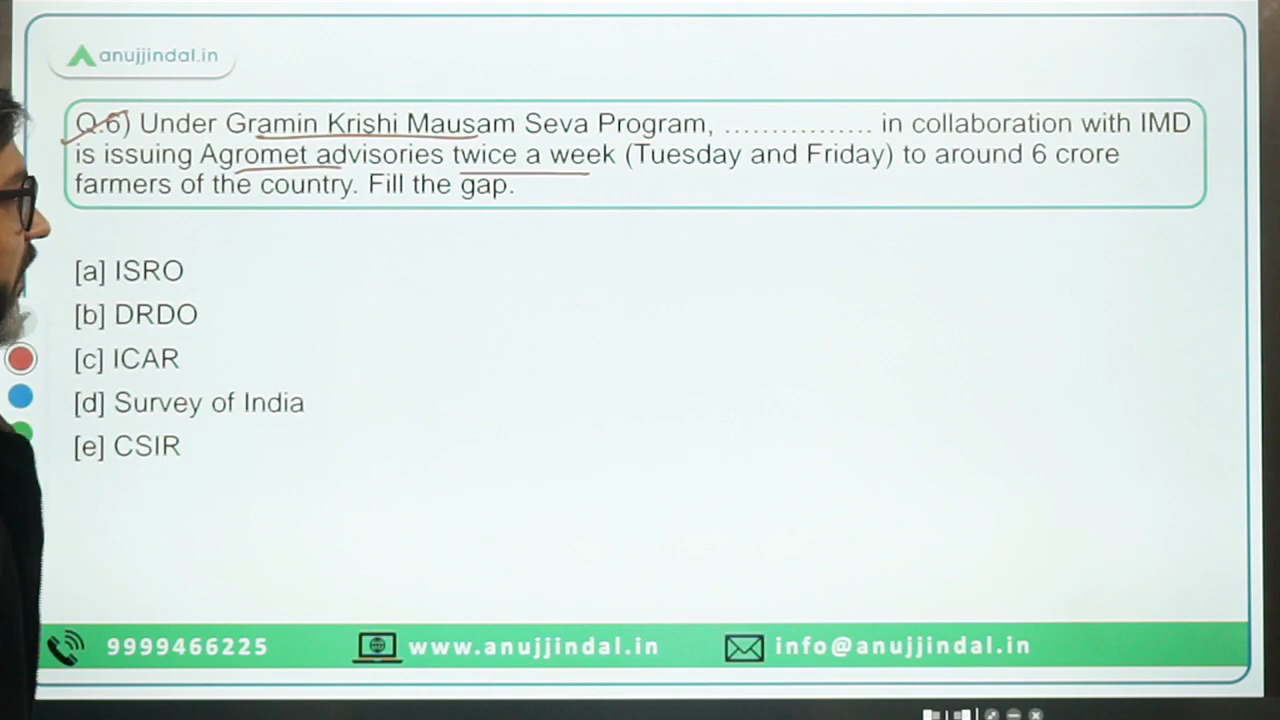 anujjindal.in
Q.6) Under Gramin Krishi Mausam Seva Program, ................ in collaboration with IMD
is issuing Agromet advisories twice a week (Tuesday and Friday) to around 6 crore
farmers of the country. Fill the gap.
[a] ISRO
[b] DRDO
[c] ICAR
[d] Survey of India
[e] CSIR
9999466225 www.anujjindal.in info@anujjindal.in